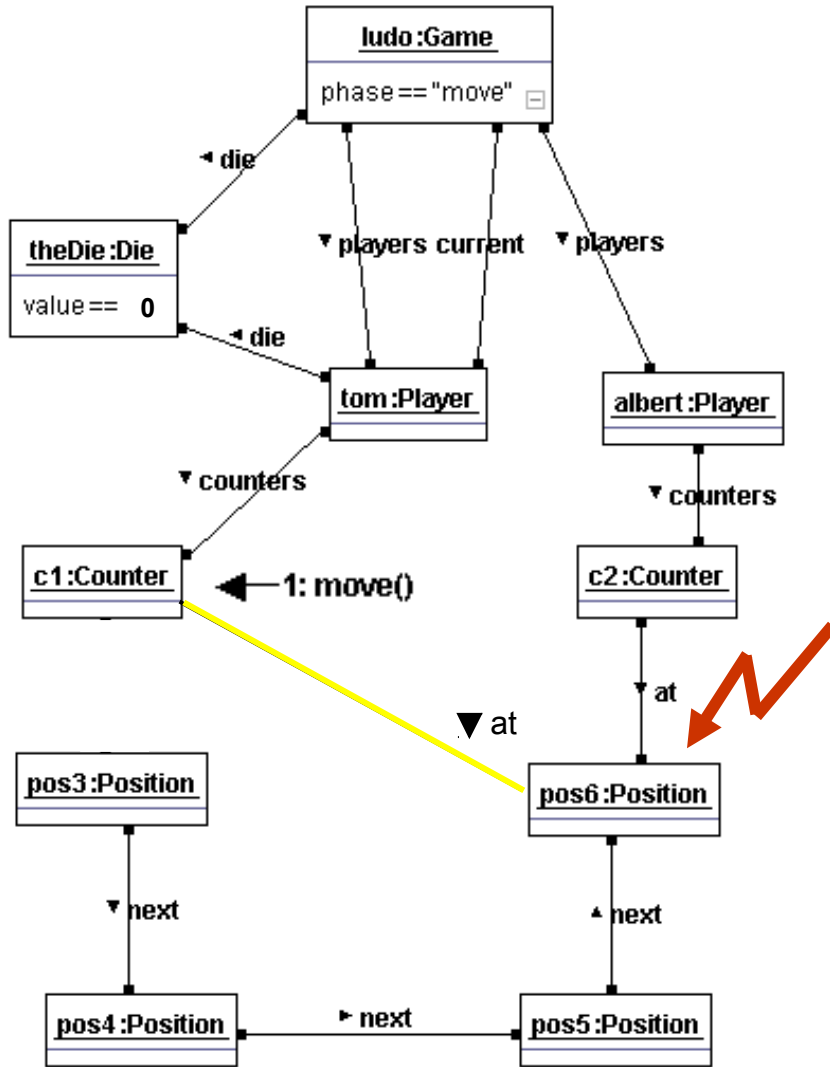 ludo:Game
phase=="move"
◄ die
▼ players current
▼ players
theDie:Die
value== 0
◄ die
tom:Player
albert:Player
▼ counters
▼ counters
c1:Counter
1: move()
c2:Counter
▼ at
▼ at
pos3:Position
pos6:Position
▼ next
▲ next
► next
pos4:Position
pos5:Position